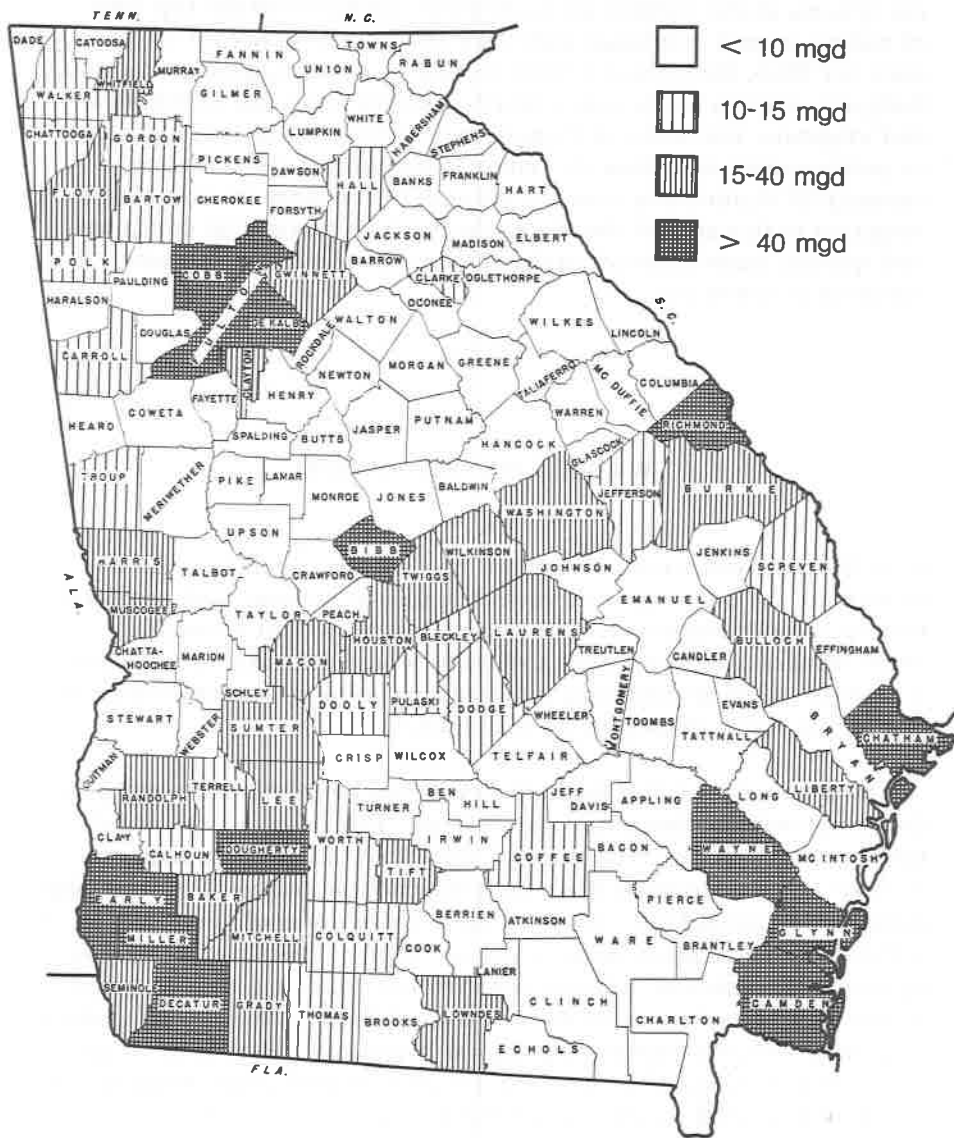 TENN. N.C.
DADE CATOOSA TOWNS
FANNIN RABUN
WHITFIELD MURRAY UNION
WALKER GILMER
WHITE HABERSHAM
CHATTOOGA GORDON LUMPKIN STEPHENS
PICKENS DAWSON
FLOYD BARTOW CHEROKEE HALL BANKS FRANKLIN HART
FORSYTH
JACKSON MADISON ELBERT
POLK COBB GWINNETT BARROW
PAULDING CLARKE OGLETHORPE
HARALSON FULTON OCONEE
DOUGLAS DE KALB WALTON WILKES S.C.
CARROLL ROCKDALE LINCOLN
CLAYTON NEWTON MORGAN GREENE TALIAFERRO MC DUFFIE COLUMBIA
FAYETTE HENRY
HEARD COWETA WARREN RICHMOND
SPALDING BUTTS JASPER PUTNAM HANCOCK GLASCOCK
TROUP MERIWETHER PIKE LAMAR BALDWIN JEFFERSON BURKE
MONROE JONES WASHINGTON
UPSON
BIBB WILKINSON JENKINS
HARRIS TALBOT CRAWFORD TWIGGS JOHNSON SCREVEN
ALA. MUSCOGEE TAYLOR PEACH EMANUEL
HOUSTON BLECKLEY LAURENS BULLOCH
CHATTA-
HOOCHEE MARION MACON TREUTLEN CANDLER EFFINGHAM
SCHLEY DOOLY PULASKI DODGE
STEWART WEBSTER SUMTER WHEELER MONTGOMERY TOOMBS EVANS BRYAN CHATHAM
TATTNALL
QUITMAN CRISP WILCOX TELFAIR
RANDOLPH TERRELL LEE BEN HILL JEFF DAVIS APPLING LONG LIBERTY
TURNER
CLAY CALHOUN DOUGHERTY WORTH IRWIN COFFEE BACON WAYNE MC INTOSH
TIFT
EARLY BAKER PIERCE
BERRIEN ATKINSON
MILLER MITCHELL COLQUITT COOK WARE BRANTLEY GLYNN
LANIER
SEMINOLE DECATUR GRADY THOMAS BROOKS LOWNDES CLINCH CHARLTON CAMDEN
ECHOLS
FLA.
< 10 mgd
10-15 mgd
15-40 mgd
> 40 mgd